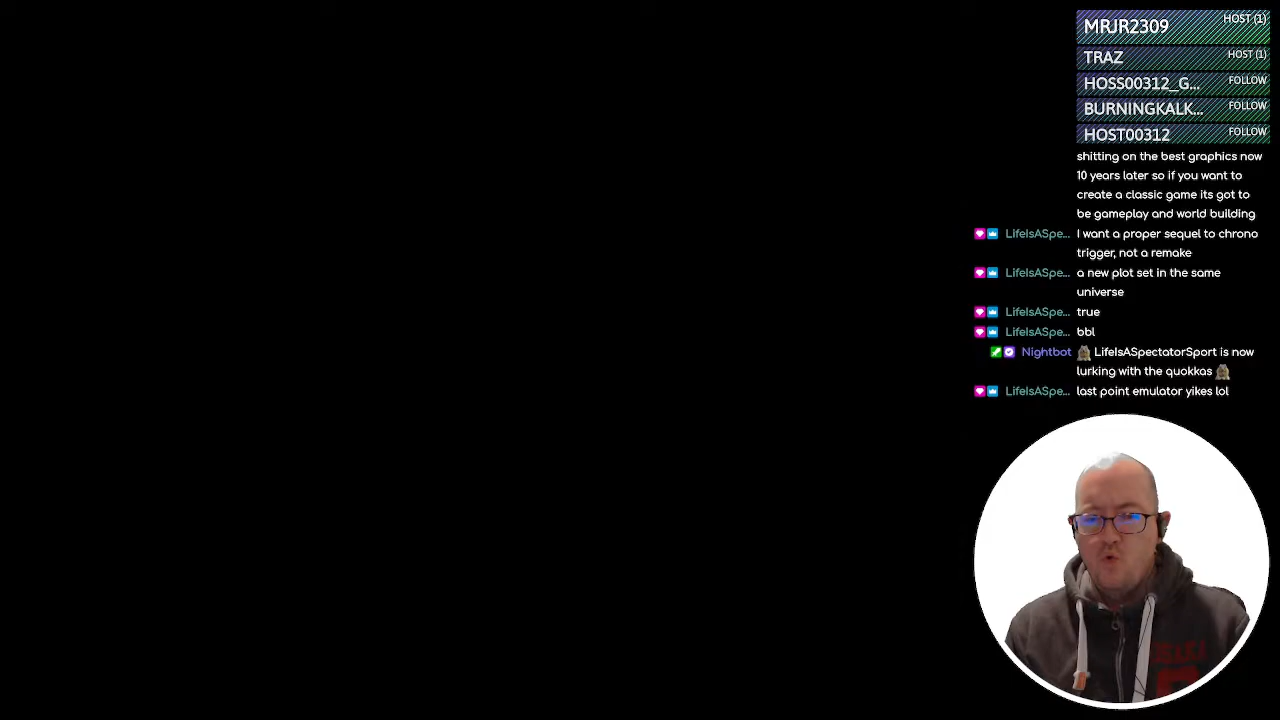 MRJR2309 HOST (1)
TRAZ HOST (1)
HOSS00312_G... FOLLOW
BURNINGKALK... FOLLOW
HOST00312 FOLLOW
shitting on the best graphics now
10 years later so if you want to
create a classic game its got to
be gameplay and world building
LifeIsASpe... I want a proper sequel to chrono
trigger, not a remake
LifeIsASpe... a new plot set in the same
universe
LifeIsASpe... true
LifeIsASpe... bbl
Nightbot LifeIsASpectatorSport is now
lurking with the quokkas
LifeIsASpe... last point emulator yikes lol